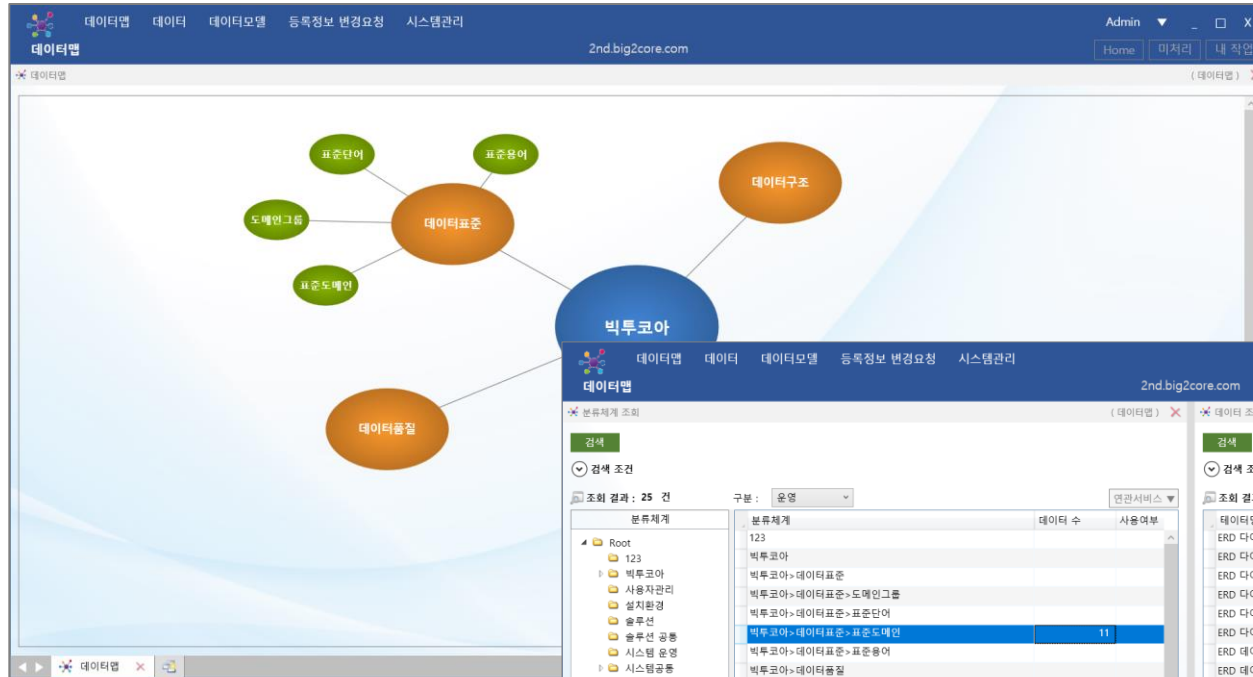 데이터맵 데이터 데이터모델 등록정보 변경요청 시스템관리 Admin ▼ _ □ X
데이터맵 2nd.big2core.com Home 미처리 내 작업
데이터맵 (데이터맵)
표준단어 표준용어
데이터구조
도메인그룹 데이터표준
표준도메인
빅투코아
데이터품질
데이터맵 데이터 데이터모델 등록정보 변경요청 시스템관리
데이터맵 2nd.big2core.com
분류체계 조회 (데이터맵) 데이터 조
검색 검색
검색 조건 검색 조
조회 결과 : 25 건 구분 : 운영 연관서비스 ▼ 조회 결
분류체계 분류체계 데이터 수 사용여부
Root 123 ERD
123 빅투코아 ERD
빅투코아 빅투코아>데이터표준 ERD
사용자관리 빅투코아>데이터표준>도메인그룹 ERD
설치환경 빅투코아>데이터표준>표준단어 ERD
솔루션 빅투코아>데이터표준>표준도메인 11 ERD
솔루션 공통 빅투코아>데이터표준>표준용어 ERD
시스템 운영 빅투코아>데이터품질 ERD
시스템공통
데이터맵